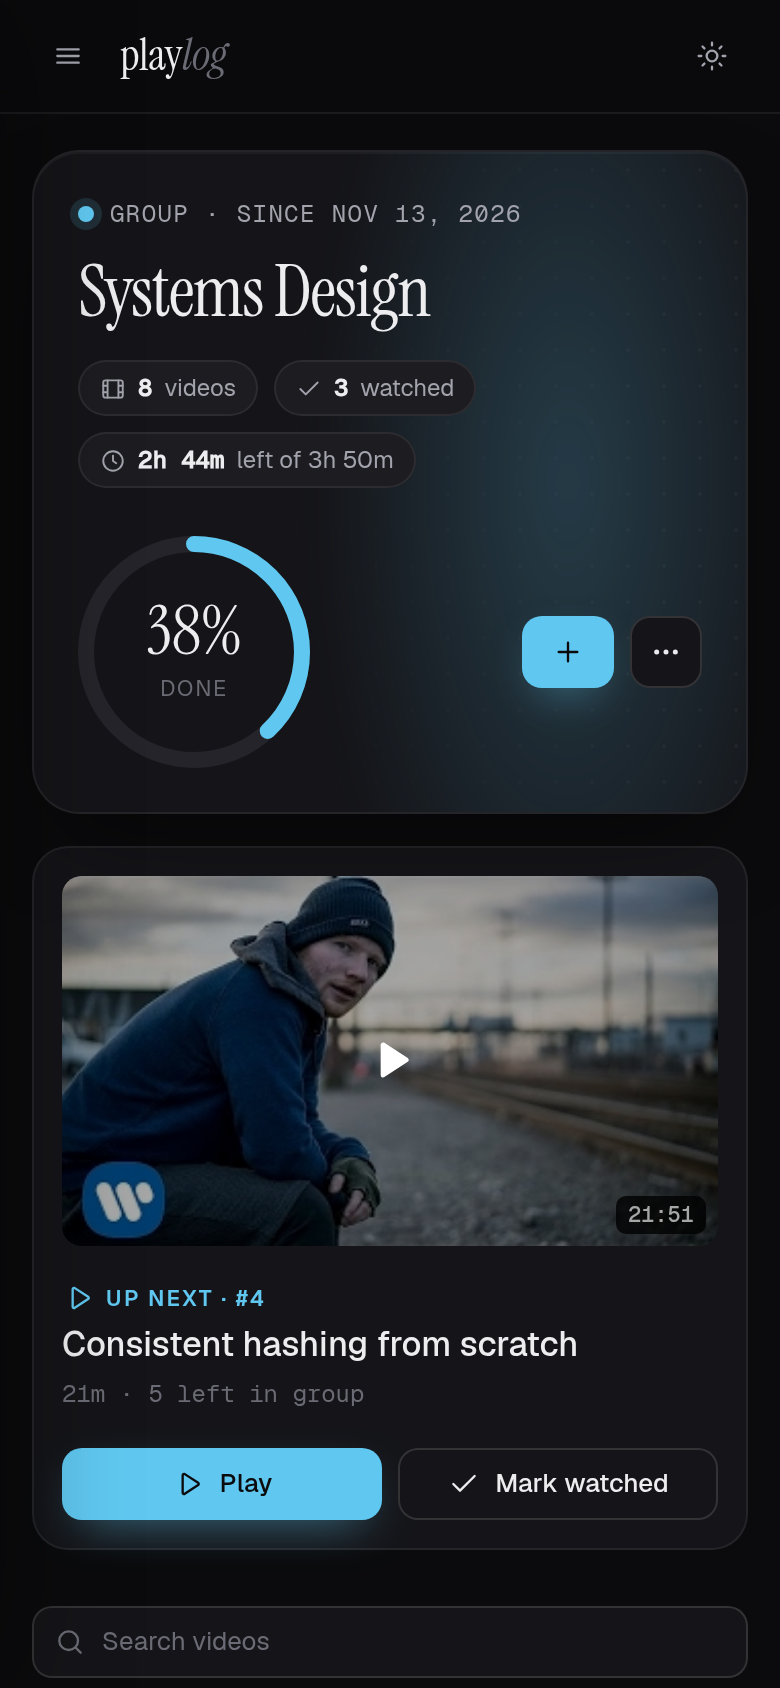 playlog
GROUP · SINCE NOV 13, 2026
Systems Design
8 videos
3 watched
2h 44m left of 3h 50m
38%
DONE
21:51
UP NEXT · #4
Consistent hashing from scratch
21m · 5 left in group
Play
Mark watched
Search videos